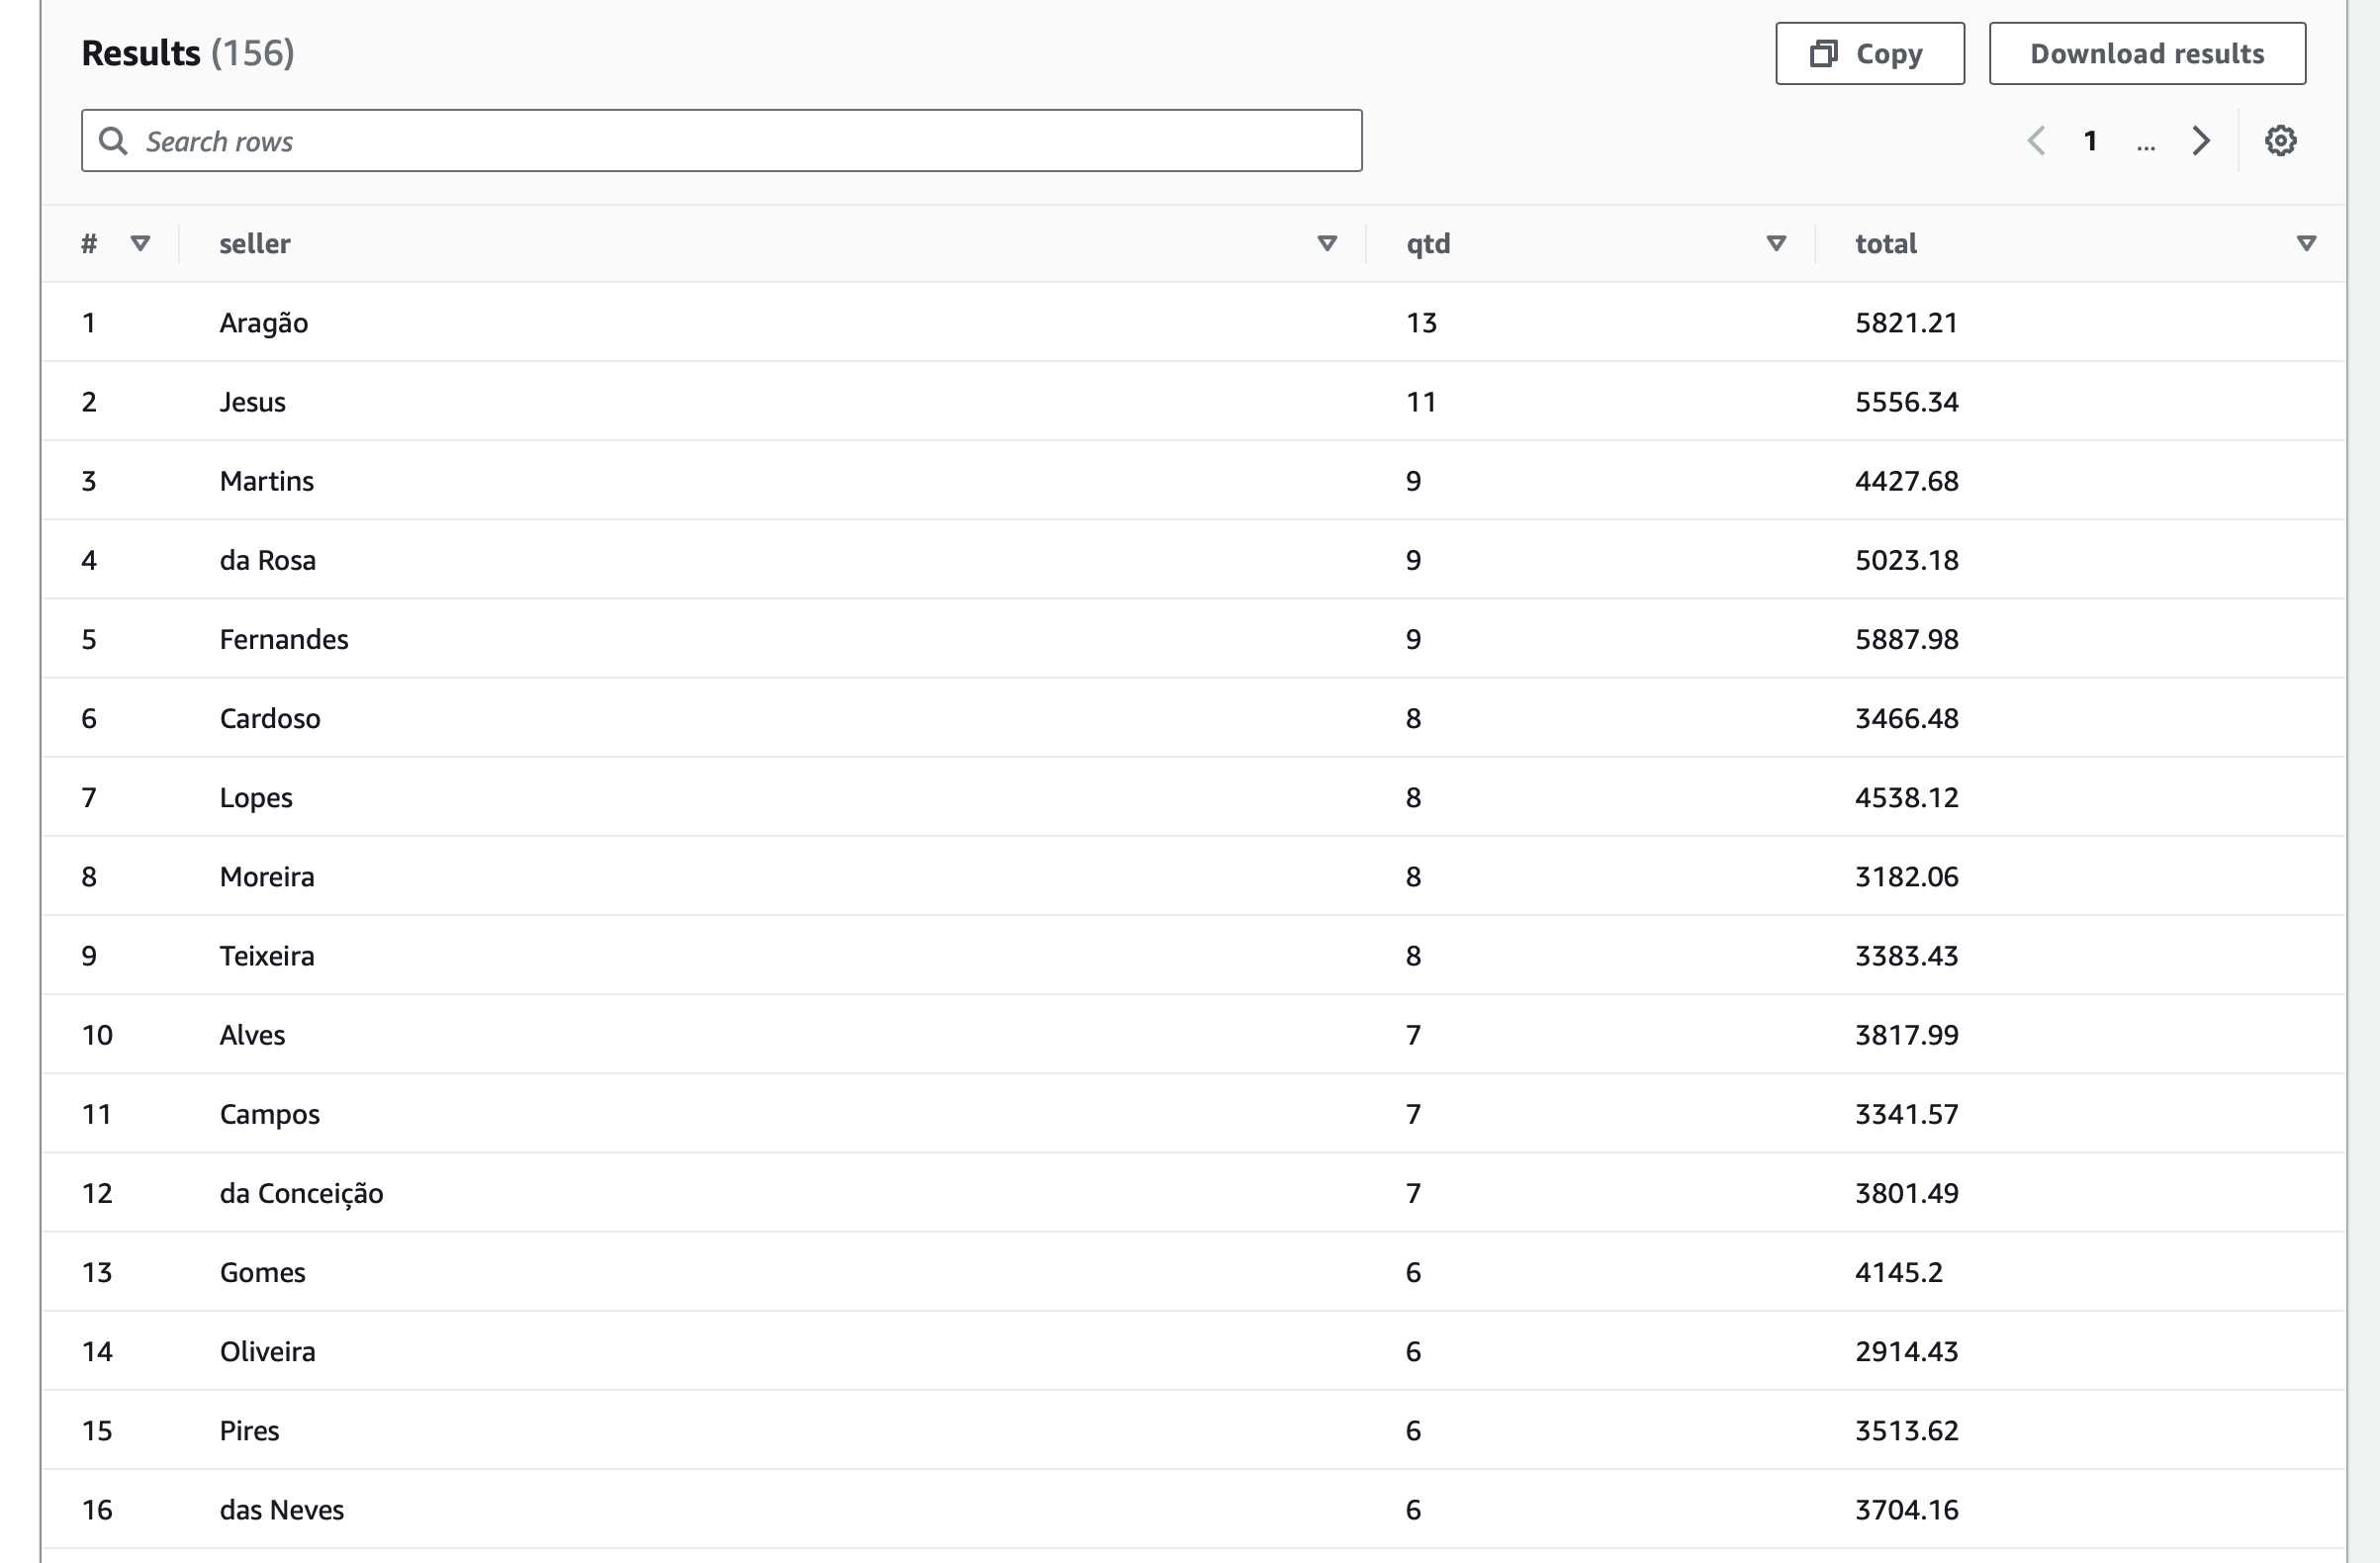 Results (156)
Copy
Download results
Search rows
1 ...
# seller qtd total
1 Aragão 13 5821.21
2 Jesus 11 5556.34
3 Martins 9 4427.68
4 da Rosa 9 5023.18
5 Fernandes 9 5887.98
6 Cardoso 8 3466.48
7 Lopes 8 4538.12
8 Moreira 8 3182.06
9 Teixeira 8 3383.43
10 Alves 7 3817.99
11 Campos 7 3341.57
12 da Conceição 7 3801.49
13 Gomes 6 4145.2
14 Oliveira 6 2914.43
15 Pires 6 3513.62
16 das Neves 6 3704.16